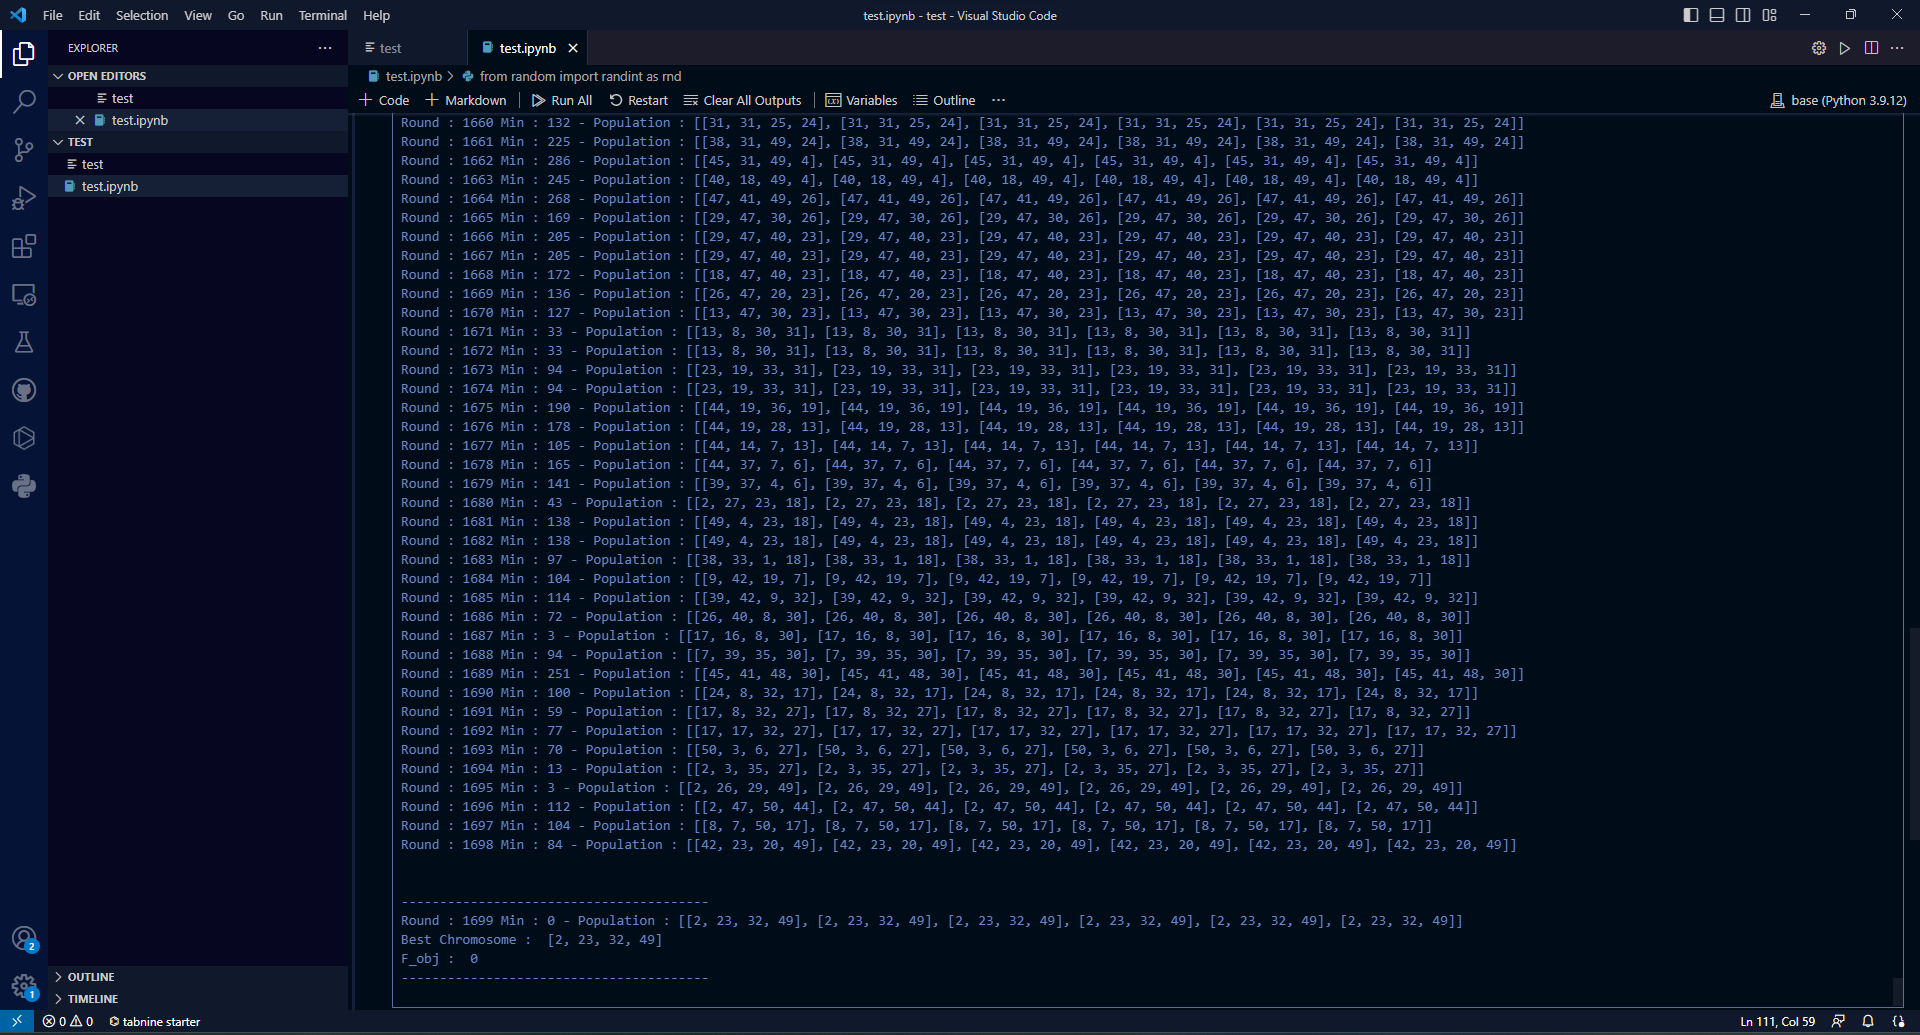 File Edit Selection View Go Run Terminal Help
test.ipynb - test - Visual Studio Code
EXPLORER
OPEN EDITORS
test
test.ipynb
TEST
test
test.ipynb
OUTLINE
TIMELINE
test
test.ipynb
test.ipynb > from random import randint as rnd
Code Markdown Run All Restart Clear All Outputs Variables Outline
base (Python 3.9.12)
Round : 1660 Min : 132 - Population : [[31, 31, 25, 24], [31, 31, 25, 24], [31, 31, 25, 24], [31, 31, 25, 24], [31, 31, 25, 24], [31, 31, 25, 24]]
Round : 1661 Min : 225 - Population : [[38, 31, 49, 24], [38, 31, 49, 24], [38, 31, 49, 24], [38, 31, 49, 24], [38, 31, 49, 24], [38, 31, 49, 24]]
Round : 1662 Min : 286 - Population : [[45, 31, 49, 4], [45, 31, 49, 4], [45, 31, 49, 4], [45, 31, 49, 4], [45, 31, 49, 4], [45, 31, 49, 4]]
Round : 1663 Min : 245 - Population : [[40, 18, 49, 4], [40, 18, 49, 4], [40, 18, 49, 4], [40, 18, 49, 4], [40, 18, 49, 4], [40, 18, 49, 4]]
Round : 1664 Min : 268 - Population : [[47, 41, 49, 26], [47, 41, 49, 26], [47, 41, 49, 26], [47, 41, 49, 26], [47, 41, 49, 26], [47, 41, 49, 26]]
Round : 1665 Min : 169 - Population : [[29, 47, 30, 26], [29, 47, 30, 26], [29, 47, 30, 26], [29, 47, 30, 26], [29, 47, 30, 26], [29, 47, 30, 26]]
Round : 1666 Min : 205 - Population : [[29, 47, 40, 23], [29, 47, 40, 23], [29, 47, 40, 23], [29, 47, 40, 23], [29, 47, 40, 23], [29, 47, 40, 23]]
Round : 1667 Min : 205 - Population : [[29, 47, 40, 23], [29, 47, 40, 23], [29, 47, 40, 23], [29, 47, 40, 23], [29, 47, 40, 23], [29, 47, 40, 23]]
Round : 1668 Min : 172 - Population : [[18, 47, 40, 23], [18, 47, 40, 23], [18, 47, 40, 23], [18, 47, 40, 23], [18, 47, 40, 23], [18, 47, 40, 23]]
Round : 1669 Min : 136 - Population : [[26, 47, 20, 23], [26, 47, 20, 23], [26, 47, 20, 23], [26, 47, 20, 23], [26, 47, 20, 23], [26, 47, 20, 23]]
Round : 1670 Min : 127 - Population : [[13, 47, 30, 23], [13, 47, 30, 23], [13, 47, 30, 23], [13, 47, 30, 23], [13, 47, 30, 23], [13, 47, 30, 23]]
Round : 1671 Min : 33 - Population : [[13, 8, 30, 31], [13, 8, 30, 31], [13, 8, 30, 31], [13, 8, 30, 31], [13, 8, 30, 31], [13, 8, 30, 31]]
Round : 1672 Min : 33 - Population : [[13, 8, 30, 31], [13, 8, 30, 31], [13, 8, 30, 31], [13, 8, 30, 31], [13, 8, 30, 31], [13, 8, 30, 31]]
Round : 1673 Min : 94 - Population : [[23, 19, 33, 31], [23, 19, 33, 31], [23, 19, 33, 31], [23, 19, 33, 31], [23, 19, 33, 31], [23, 19, 33, 31]]
Round : 1674 Min : 94 - Population : [[23, 19, 33, 31], [23, 19, 33, 31], [23, 19, 33, 31], [23, 19, 33, 31], [23, 19, 33, 31], [23, 19, 33, 31]]
Round : 1675 Min : 190 - Population : [[44, 19, 36, 19], [44, 19, 36, 19], [44, 19, 36, 19], [44, 19, 36, 19], [44, 19, 36, 19], [44, 19, 36, 19]]
Round : 1676 Min : 178 - Population : [[44, 19, 28, 13], [44, 19, 28, 13], [44, 19, 28, 13], [44, 19, 28, 13], [44, 19, 28, 13], [44, 19, 28, 13]]
Round : 1677 Min : 105 - Population : [[44, 14, 7, 13], [44, 14, 7, 13], [44, 14, 7, 13], [44, 14, 7, 13], [44, 14, 7, 13], [44, 14, 7, 13]]
Round : 1678 Min : 165 - Population : [[44, 37, 7, 6], [44, 37, 7, 6], [44, 37, 7, 6], [44, 37, 7, 6], [44, 37, 7, 6], [44, 37, 7, 6]]
Round : 1679 Min : 141 - Population : [[39, 37, 4, 6], [39, 37, 4, 6], [39, 37, 4, 6], [39, 37, 4, 6], [39, 37, 4, 6], [39, 37, 4, 6]]
Round : 1680 Min : 43 - Population : [[2, 27, 23, 18], [2, 27, 23, 18], [2, 27, 23, 18], [2, 27, 23, 18], [2, 27, 23, 18], [2, 27, 23, 18]]
Round : 1681 Min : 138 - Population : [[49, 4, 23, 18], [49, 4, 23, 18], [49, 4, 23, 18], [49, 4, 23, 18], [49, 4, 23, 18], [49, 4, 23, 18]]
Round : 1682 Min : 138 - Population : [[49, 4, 23, 18], [49, 4, 23, 18], [49, 4, 23, 18], [49, 4, 23, 18], [49, 4, 23, 18], [49, 4, 23, 18]]
Round : 1683 Min : 97 - Population : [[38, 33, 1, 18], [38, 33, 1, 18], [38, 33, 1, 18], [38, 33, 1, 18], [38, 33, 1, 18], [38, 33, 1, 18]]
Round : 1684 Min : 104 - Population : [[9, 42, 19, 7], [9, 42, 19, 7], [9, 42, 19, 7], [9, 42, 19, 7], [9, 42, 19, 7], [9, 42, 19, 7]]
Round : 1685 Min : 114 - Population : [[39, 42, 9, 32], [39, 42, 9, 32], [39, 42, 9, 32], [39, 42, 9, 32], [39, 42, 9, 32], [39, 42, 9, 32]]
Round : 1686 Min : 72 - Population : [[26, 40, 8, 30], [26, 40, 8, 30], [26, 40, 8, 30], [26, 40, 8, 30], [26, 40, 8, 30], [26, 40, 8, 30]]
Round : 1687 Min : 3 - Population : [[17, 16, 8, 30], [17, 16, 8, 30], [17, 16, 8, 30], [17, 16, 8, 30], [17, 16, 8, 30], [17, 16, 8, 30]]
Round : 1688 Min : 94 - Population : [[7, 39, 35, 30], [7, 39, 35, 30], [7, 39, 35, 30], [7, 39, 35, 30], [7, 39, 35, 30], [7, 39, 35, 30]]
Round : 1689 Min : 251 - Population : [[45, 41, 48, 30], [45, 41, 48, 30], [45, 41, 48, 30], [45, 41, 48, 30], [45, 41, 48, 30], [45, 41, 48, 30]]
Round : 1690 Min : 100 - Population : [[24, 8, 32, 17], [24, 8, 32, 17], [24, 8, 32, 17], [24, 8, 32, 17], [24, 8, 32, 17], [24, 8, 32, 17]]
Round : 1691 Min : 59 - Population : [[17, 8, 32, 27], [17, 8, 32, 27], [17, 8, 32, 27], [17, 8, 32, 27], [17, 8, 32, 27], [17, 8, 32, 27]]
Round : 1692 Min : 77 - Population : [[17, 17, 32, 27], [17, 17, 32, 27], [17, 17, 32, 27], [17, 17, 32, 27], [17, 17, 32, 27], [17, 17, 32, 27]]
Round : 1693 Min : 70 - Population : [[50, 3, 6, 27], [50, 3, 6, 27], [50, 3, 6, 27], [50, 3, 6, 27], [50, 3, 6, 27], [50, 3, 6, 27]]
Round : 1694 Min : 13 - Population : [[2, 3, 35, 27], [2, 3, 35, 27], [2, 3, 35, 27], [2, 3, 35, 27], [2, 3, 35, 27], [2, 3, 35, 27]]
Round : 1695 Min : 3 - Population : [[2, 26, 29, 49], [2, 26, 29, 49], [2, 26, 29, 49], [2, 26, 29, 49], [2, 26, 29, 49], [2, 26, 29, 49]]
Round : 1696 Min : 112 - Population : [[2, 47, 50, 44], [2, 47, 50, 44], [2, 47, 50, 44], [2, 47, 50, 44], [2, 47, 50, 44], [2, 47, 50, 44]]
Round : 1697 Min : 104 - Population : [[8, 7, 50, 17], [8, 7, 50, 17], [8, 7, 50, 17], [8, 7, 50, 17], [8, 7, 50, 17], [8, 7, 50, 17]]
Round : 1698 Min : 84 - Population : [[42, 23, 20, 49], [42, 23, 20, 49], [42, 23, 20, 49], [42, 23, 20, 49], [42, 23, 20, 49], [42, 23, 20, 49]]
----------------------------------------
Round : 1699 Min : 0 - Population : [[2, 23, 32, 49], [2, 23, 32, 49], [2, 23, 32, 49], [2, 23, 32, 49], [2, 23, 32, 49], [2, 23, 32, 49]]
Best Chromosome :  [2, 23, 32, 49]
F_obj :  0
----------------------------------------
2
1
0 0 tabnine starter
Ln 111, Col 59